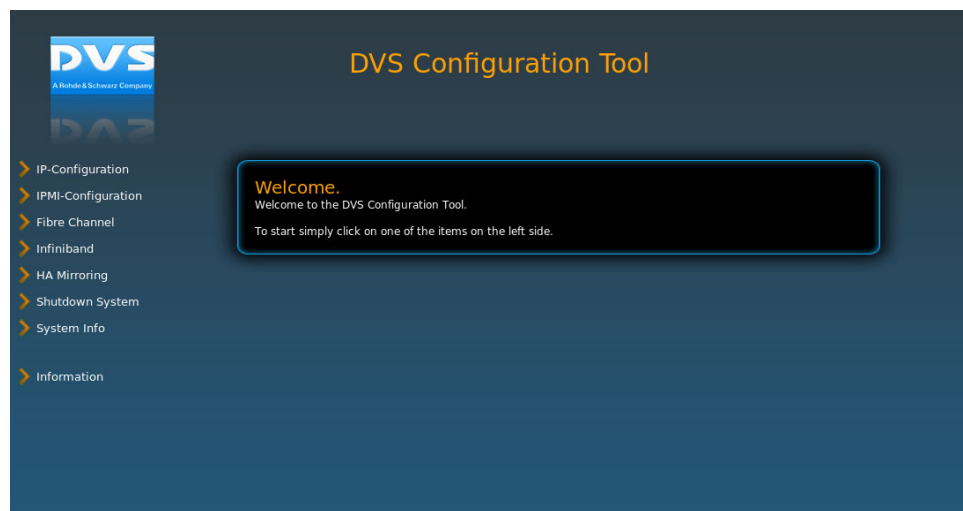 DVS
A Rohde & Schwarz Company
DVS Configuration Tool
IP-Configuration
IPMI-Configuration
Fibre Channel
Infiniband
HA Mirroring
Shutdown System
System Info
Information
Welcome.
Welcome to the DVS Configuration Tool.
To start simply click on one of the items on the left side.